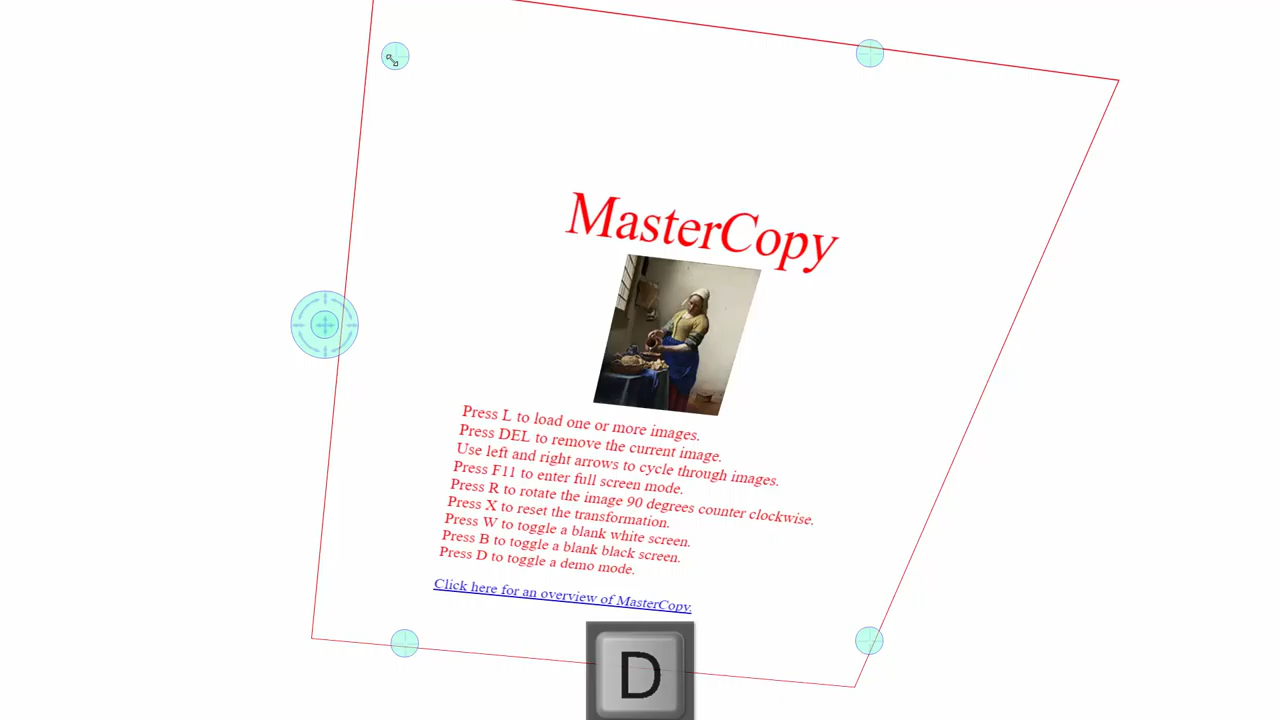 MasterCopy
Press L to load one or more images.
Press DEL to remove the current image.
Use left and right arrows to cycle through images.
Press F11 to enter full screen mode.
Press R to rotate the image 90 degrees counter clockwise.
Press X to reset the transformation.
Press W to toggle a blank white screen.
Press B to toggle a blank black screen.
Press D to toggle a demo mode.
Click here for an overview of MasterCopy.
D